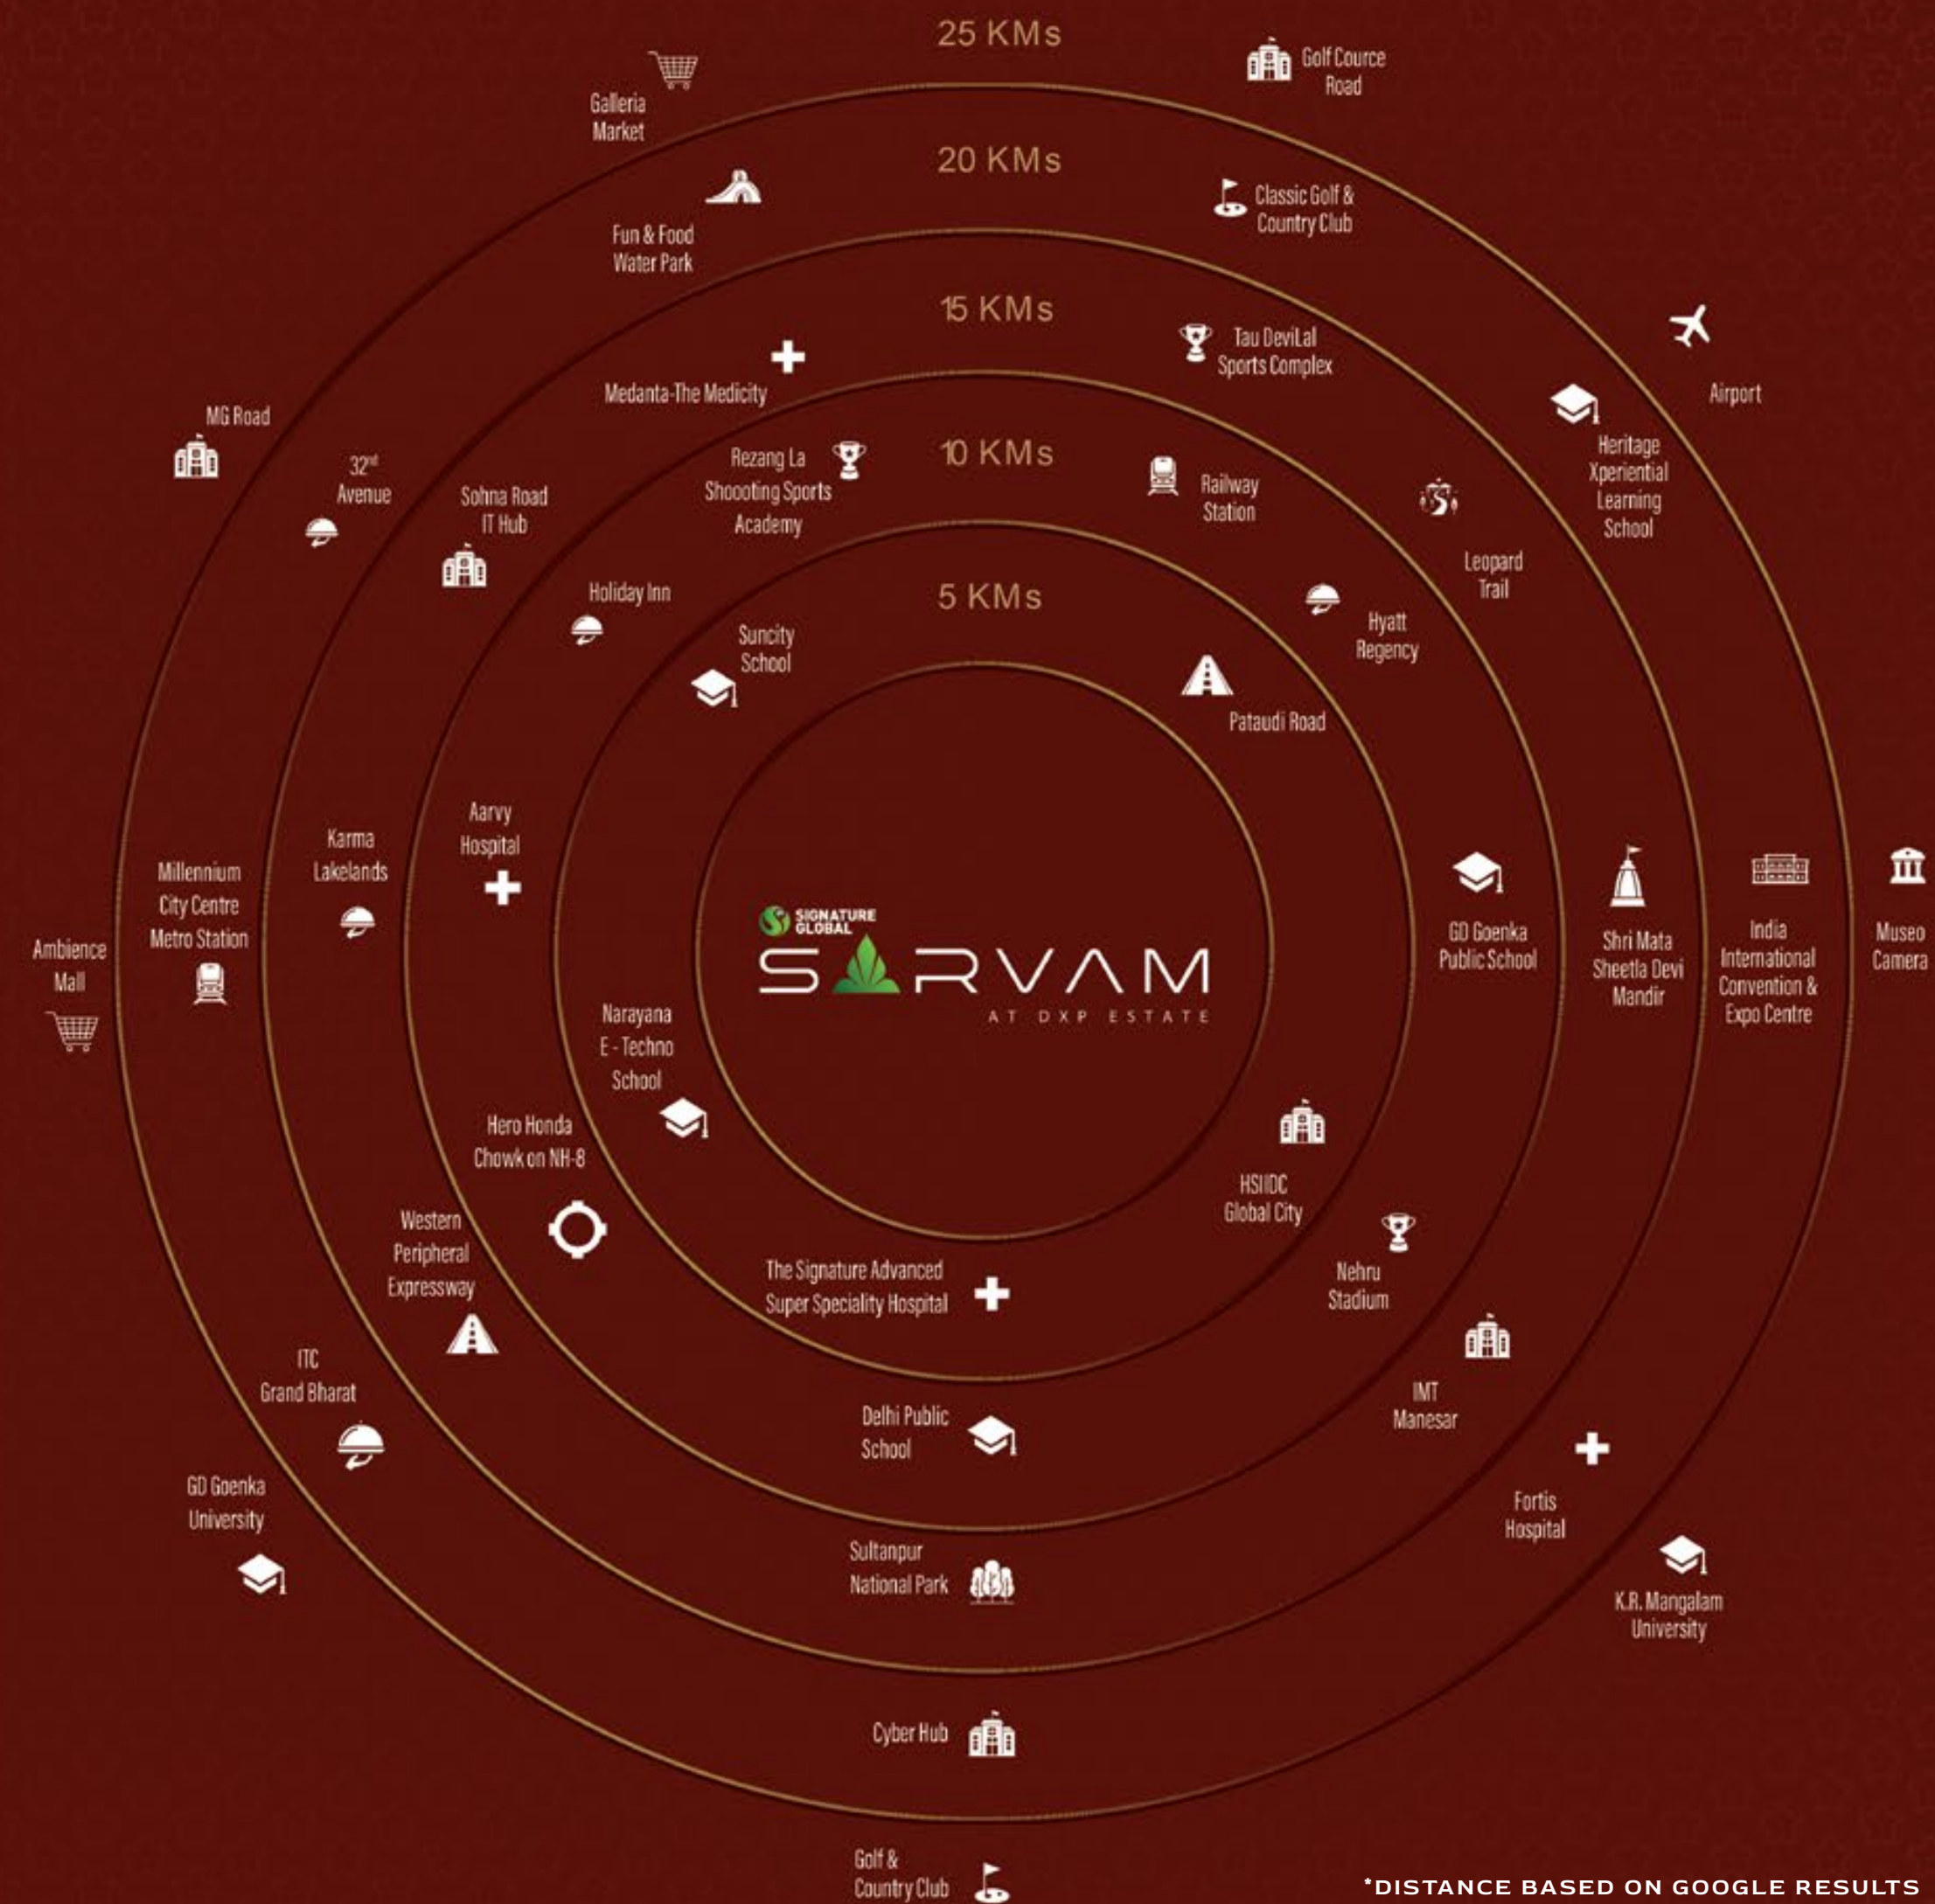 25 KMs
Golf Cource
Road
Galleria
Market
20 KMs
Classic Golf &
Country Club
Fun & Food
Water Park
15 KMs
Tau DeviLal
Sports Complex
Medanta-The Medicity
Airport
MG Road
Heritage
Xperiential
Learning
School
32nd
Avenue
Sohna Road
IT Hub
Rezang La
Shoooting Sports
Academy
10 KMs
Railway
Station
Leopard
Trail
Holiday Inn
5 KMs
Hyatt
Regency
Suncity
School
Pataudi Road
Aarvy
Hospital
Karma
Lakelands
Millennium
City Centre
Metro Station
Ambience
Mall
SIGNATURE
GLOBAL
SARVAM
AT DXP ESTATE
GD Goenka
Public School
Shri Mata
Sheetla Devi
Mandir
India
International
Convention &
Expo Centre
Museo
Camera
Narayana
E - Techno
School
Hero Honda
Chowk on NH-8
HSIIDC
Global City
Western
Peripheral
Expressway
The Signature Advanced
Super Speciality Hospital
Nehru
Stadium
ITC
Grand Bharat
Delhi Public
School
IMT
Manesar
GD Goenka
University
Fortis
Hospital
Sultanpur
National Park
K.R. Mangalam
University
Cyber Hub
Golf &
Country Club
*DISTANCE BASED ON GOOGLE RESULTS